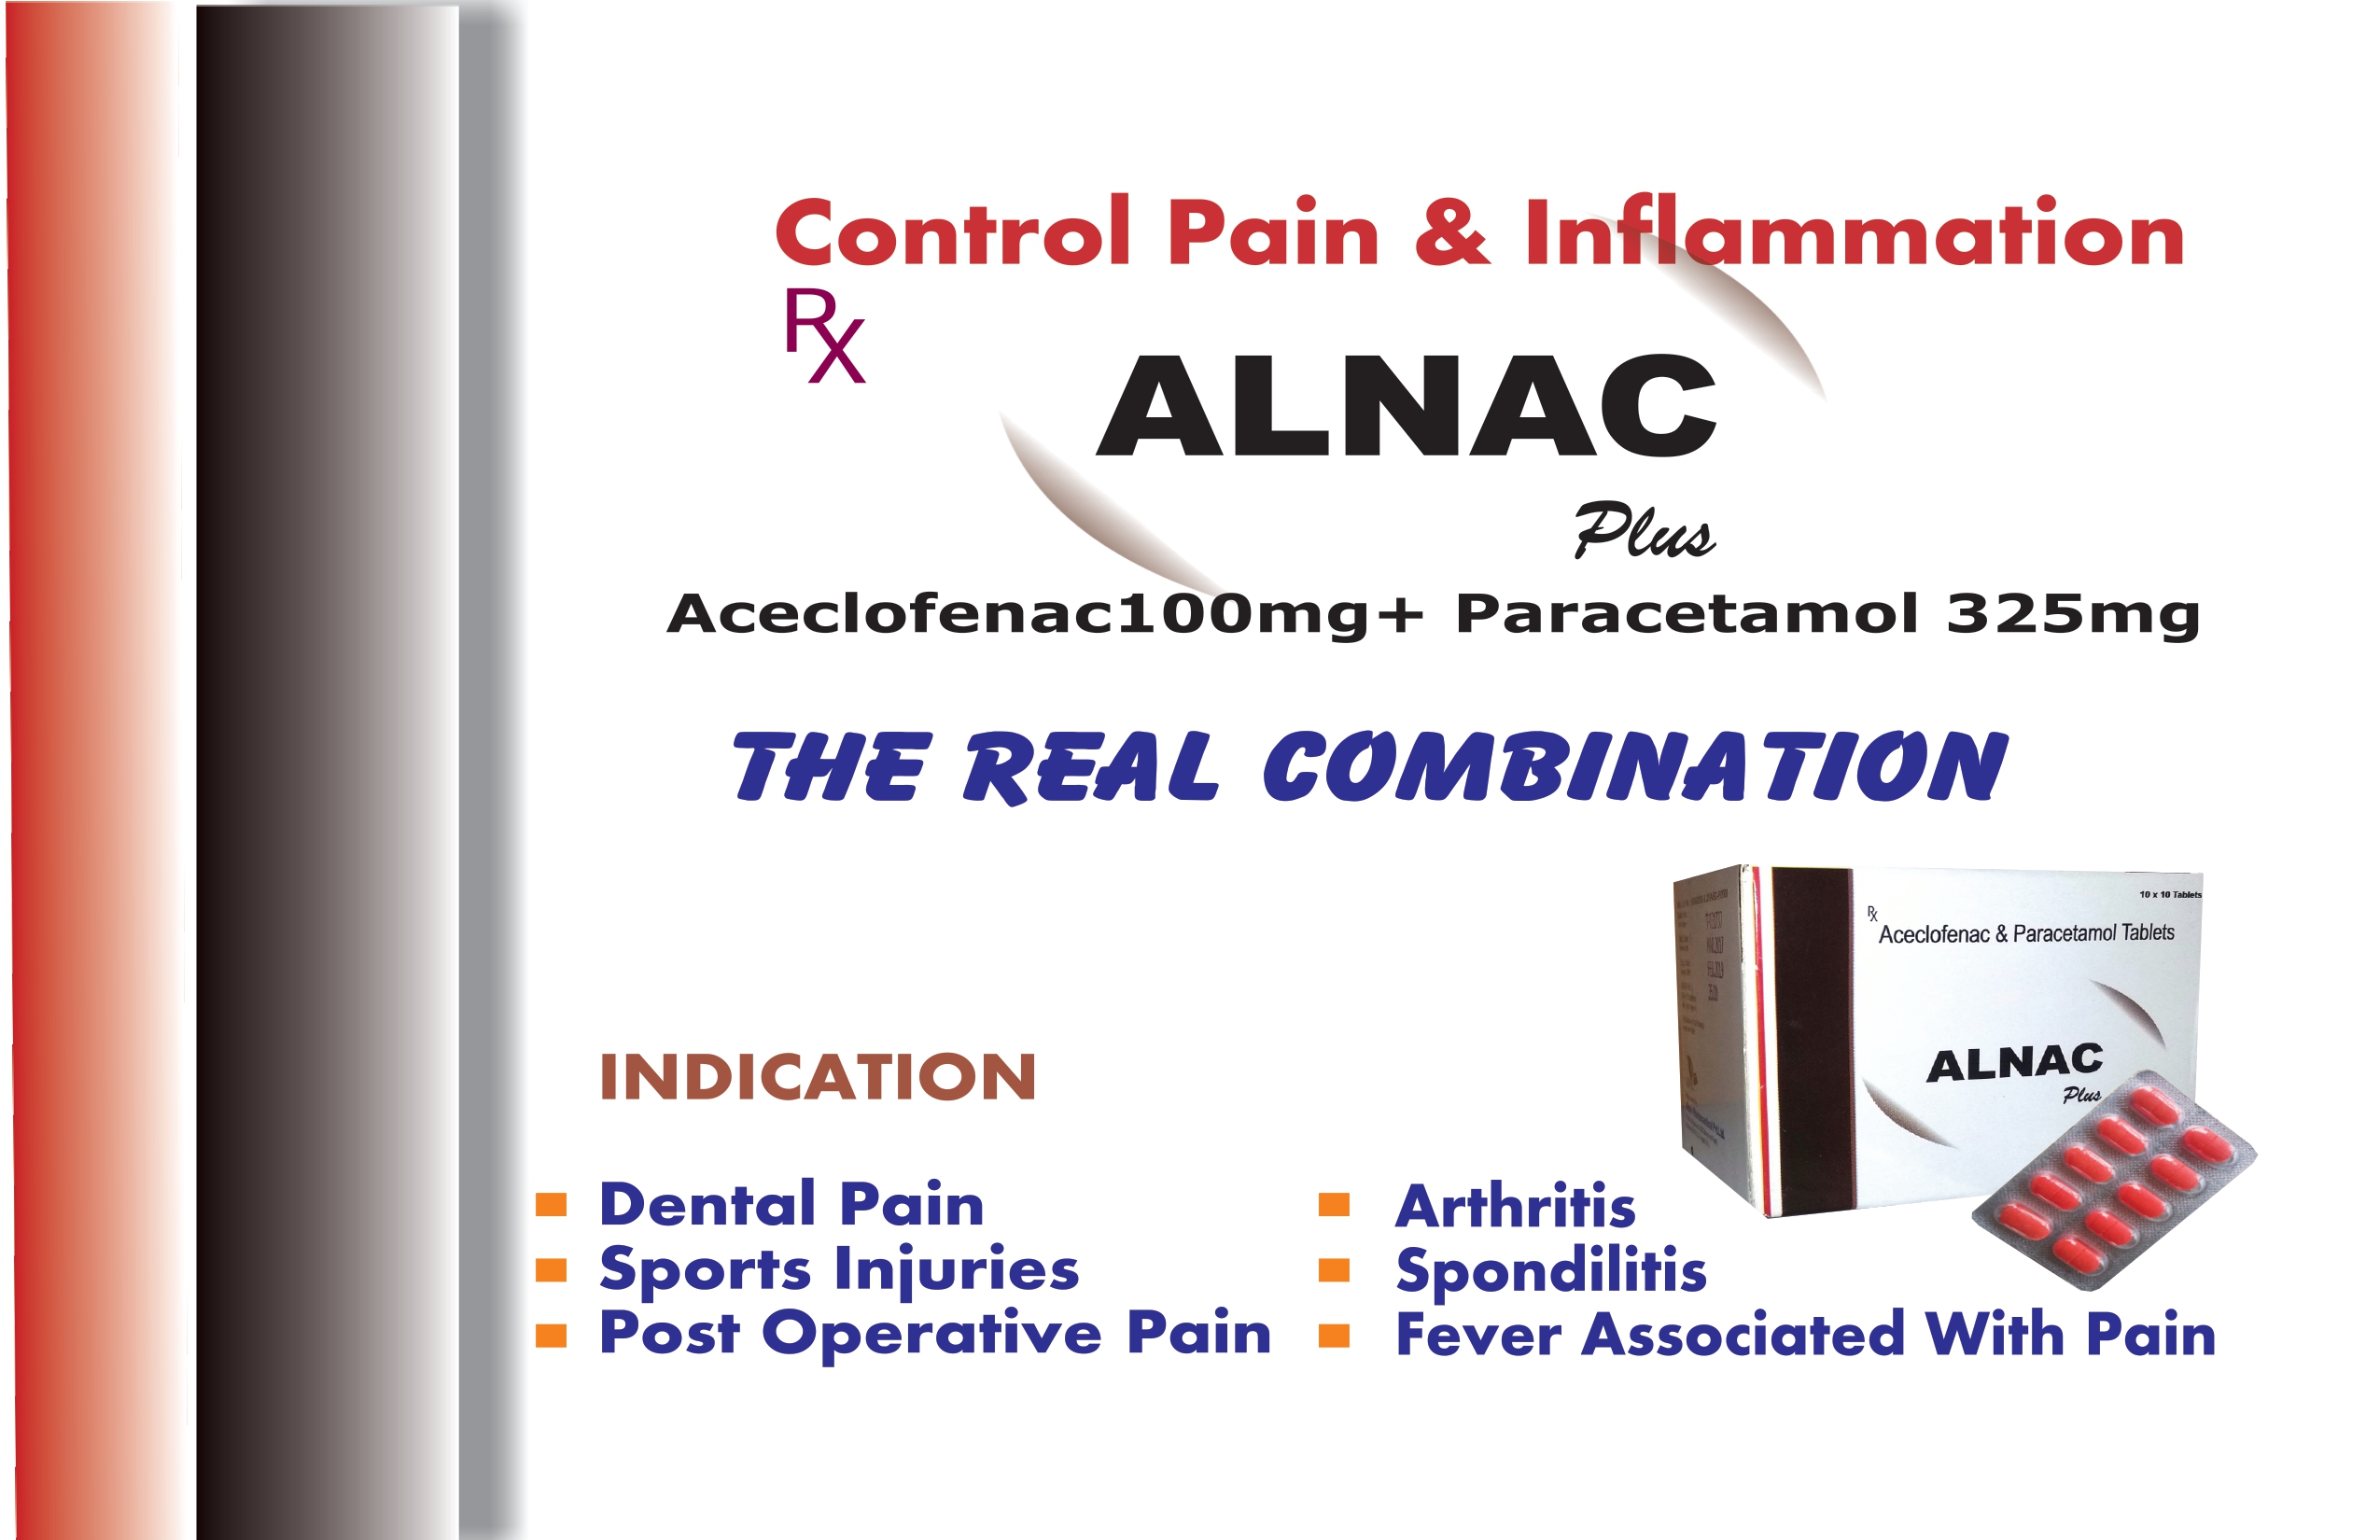 Control Pain & Inflammation
Rx
ALNAC
Plus
Aceclofenac100mg+ Paracetamol 325mg
THE REAL COMBINATION
10 x 10 Tablets
Rx
Aceclofenac & Paracetamol Tablets
ALNAC
Plus
INDICATION
Dental Pain
Sports Injuries
Post Operative Pain
Arthritis
Spondilitis
Fever Associated With Pain